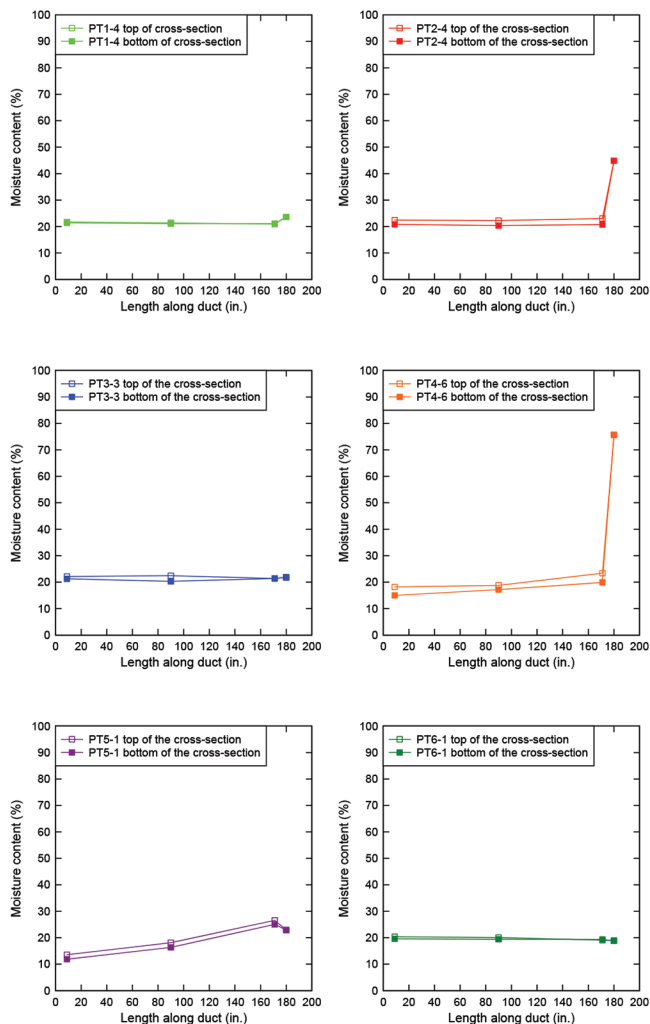 PT1-4 top of cross-section
PT1-4 bottom of cross-section
Moisture content (%)
100
90
80
70
60
50
40
30
20
10
0
0 20 40 60 80 100 120 140 160 180 200
Length along duct (in.)
PT2-4 top of the cross-section
PT2-4 bottom of the cross-section
Moisture content (%)
100
90
80
70
60
50
40
30
20
10
0
0 20 40 60 80 100 120 140 160 180 200
Length along duct (in.)
PT3-3 top of the cross-section
PT3-3 bottom of the cross-section
Moisture content (%)
100
90
80
70
60
50
40
30
20
10
0
0 20 40 60 80 100 120 140 160 180 200
Length along duct (in.)
PT4-6 top of the cross-section
PT4-6 bottom of the cross-section
Moisture content (%)
100
90
80
70
60
50
40
30
20
10
0
0 20 40 60 80 100 120 140 160 180 200
Length along duct (in.)
PT5-1 top of the cross-section
PT5-1 bottom of the cross-section
Moisture content (%)
100
90
80
70
60
50
40
30
20
10
0
0 20 40 60 80 100 120 140 160 180 200
Length along duct (in.)
PT6-1 top of the cross-section
PT6-1 bottom of the cross-section
Moisture content (%)
100
90
80
70
60
50
40
30
20
10
0
0 20 40 60 80 100 120 140 160 180 200
Length along duct (in.)